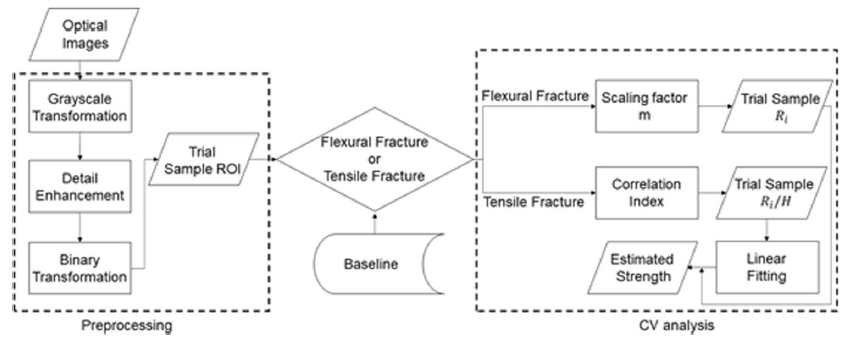 Optical
Images
Grayscale
Transformation
Detail
Enhancement
Binary
Transformation
Trial
Sample ROI
Preprocessing
Flexural Fracture
or
Tensile Fracture
Baseline
Flexural Fracture
Scaling factor
m
Trial Sample
R_i
Tensile Fracture
Correlation
Index
Trial Sample
R_i/H
Linear
Fitting
Estimated
Strength
CV analysis